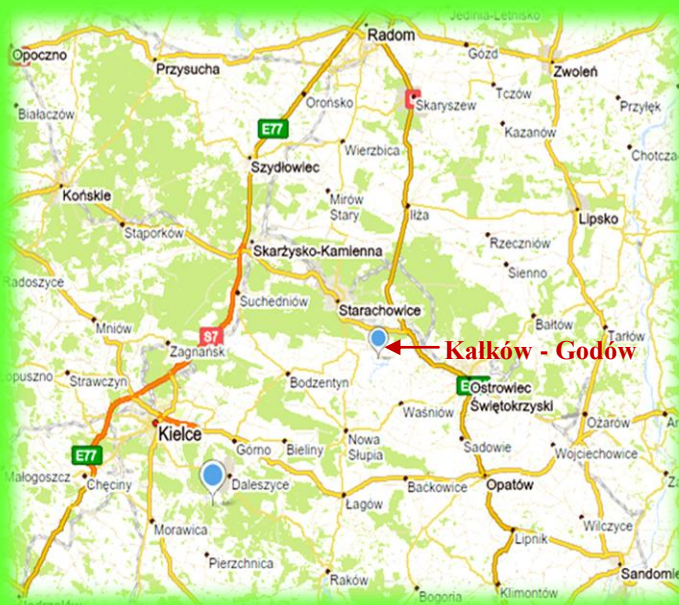 Jedlnia-Letnisko
Radom
Opoczno
Gózd
Przysucha
Zwoleń
Orońsko
Skaryszew
Tczów
Przyłęk
Białaczów
E77
Kazanów
Wierzbica
Chotcza
Szydłowiec
Końskie
Mirów
Stary
Iłża
Lipsko
Stąporków
Skarżysko-Kamienna
Rzeczniów
Sienno
Radoszyce
Suchedniów
Starachowice
Mniów
S7
Bałtów
Tarłów
Zagnańsk
Kałków - Godów
Łopuszno
Strawczyn
Bodzentyn
Ostrowiec
Świętokrzyski
Waśniów
Ożarów
Kielce
Nowa
Słupia
Górno
Bieliny
Sadowie
Wojciechowice
E77
Małogoszcz
Chęciny
Daleszyce
Baćkowice
Opatów
Łagów
Morawica
Wilczyce
Lipnik
Pierzchnica
Raków
Sandomie
Bogoria
Klimontów